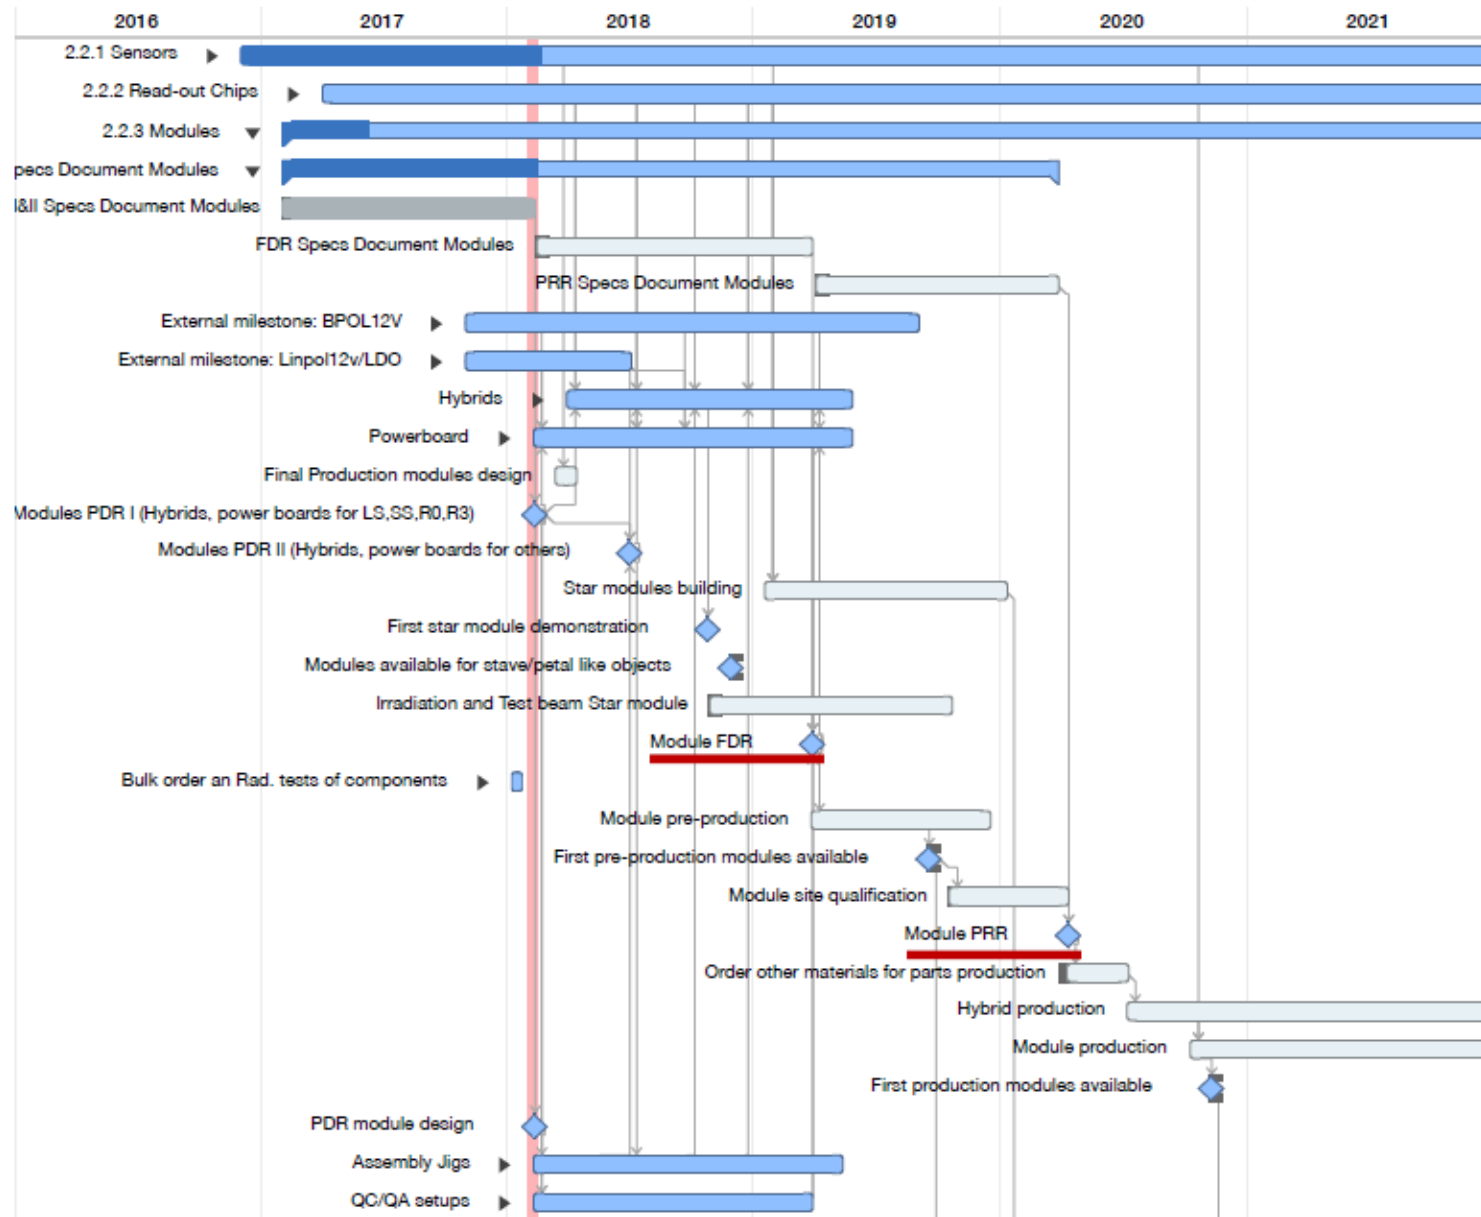 2016 2017 2018 2019 2020 2021
2.2.1 Sensors
2.2.2 Read-out Chips
2.2.3 Modules
pecs Document Modules
I&II Specs Document Modules
FDR Specs Document Modules
PRR Specs Document Modules
External milestone: BPOL12V
External milestone: Linpol12v/LDO
Hybrids
Powerboard
Final Production modules design
Modules PDR I (Hybrids, power boards for LS,SS,R0,R3)
Modules PDR II (Hybrids, power boards for others)
Star modules building
First star module demonstration
Modules available for stave/petal like objects
Irradiation and Test beam Star module
Module FDR
Bulk order an Rad. tests of components
Module pre-production
First pre-production modules available
Module site qualification
Module PRR
Order other materials for parts production
Hybrid production
Module production
First production modules available
PDR module design
Assembly Jigs
QC/QA setups